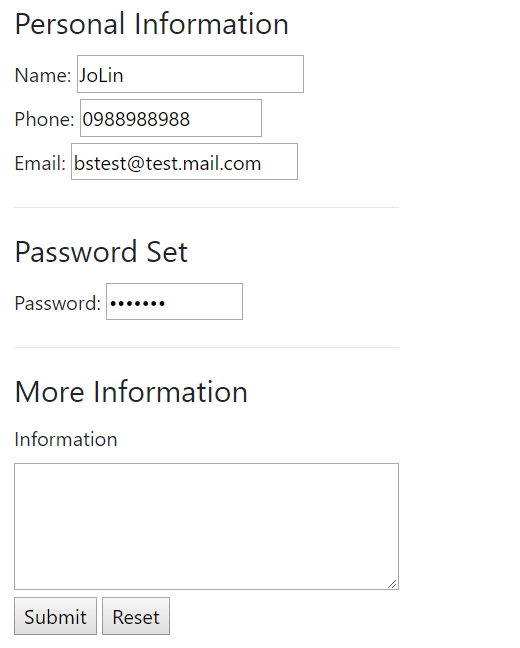 Personal Information
Name: JoLin
Phone: 0988988988
Email: bstest@test.mail.com
Password Set
Password: •••••••
More Information
Information
Submit Reset